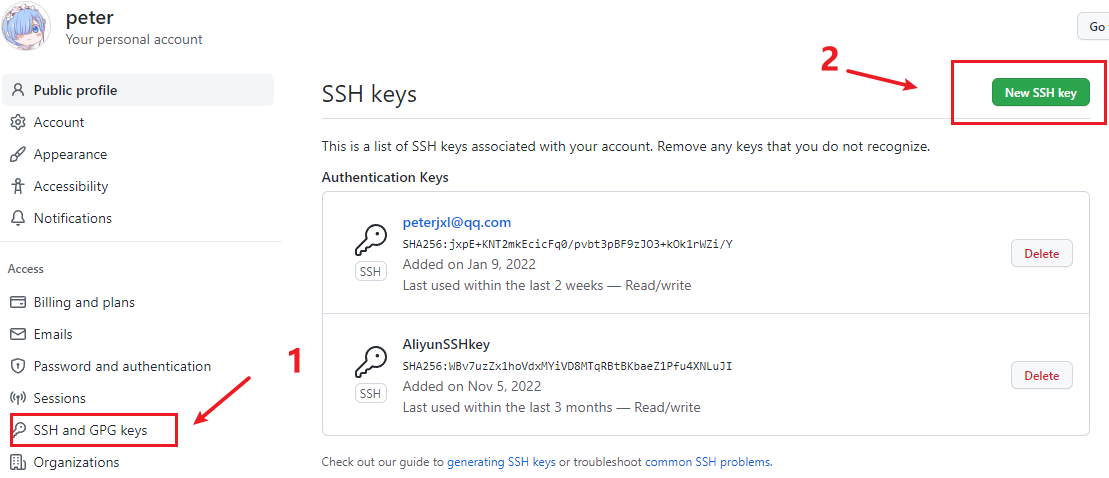 peter
Your personal account
Go
Public profile
Account
Appearance
Accessibility
Notifications
Access
Billing and plans
Emails
Password and authentication
Sessions
SSH and GPG keys
Organizations
1
2
SSH keys
New SSH key
This is a list of SSH keys associated with your account. Remove any keys that you do not recognize.
Authentication Keys
peterjxl@qq.com
SHA256:jxpE+KNT2mkEcicFq0/pvbt3pBF9zJO3+kOk1rWZi/Y
SSH
Added on Jan 9, 2022
Last used within the last 2 weeks — Read/write
Delete
AliyunSSHkey
SHA256:WBv7uzZx1hoVdxMYiVD8MTqRBtBKbaeZ1Pfu4XNLuJI
SSH
Added on Nov 5, 2022
Last used within the last 3 months — Read/write
Delete
Check out our guide to generating SSH keys or troubleshoot common SSH problems.